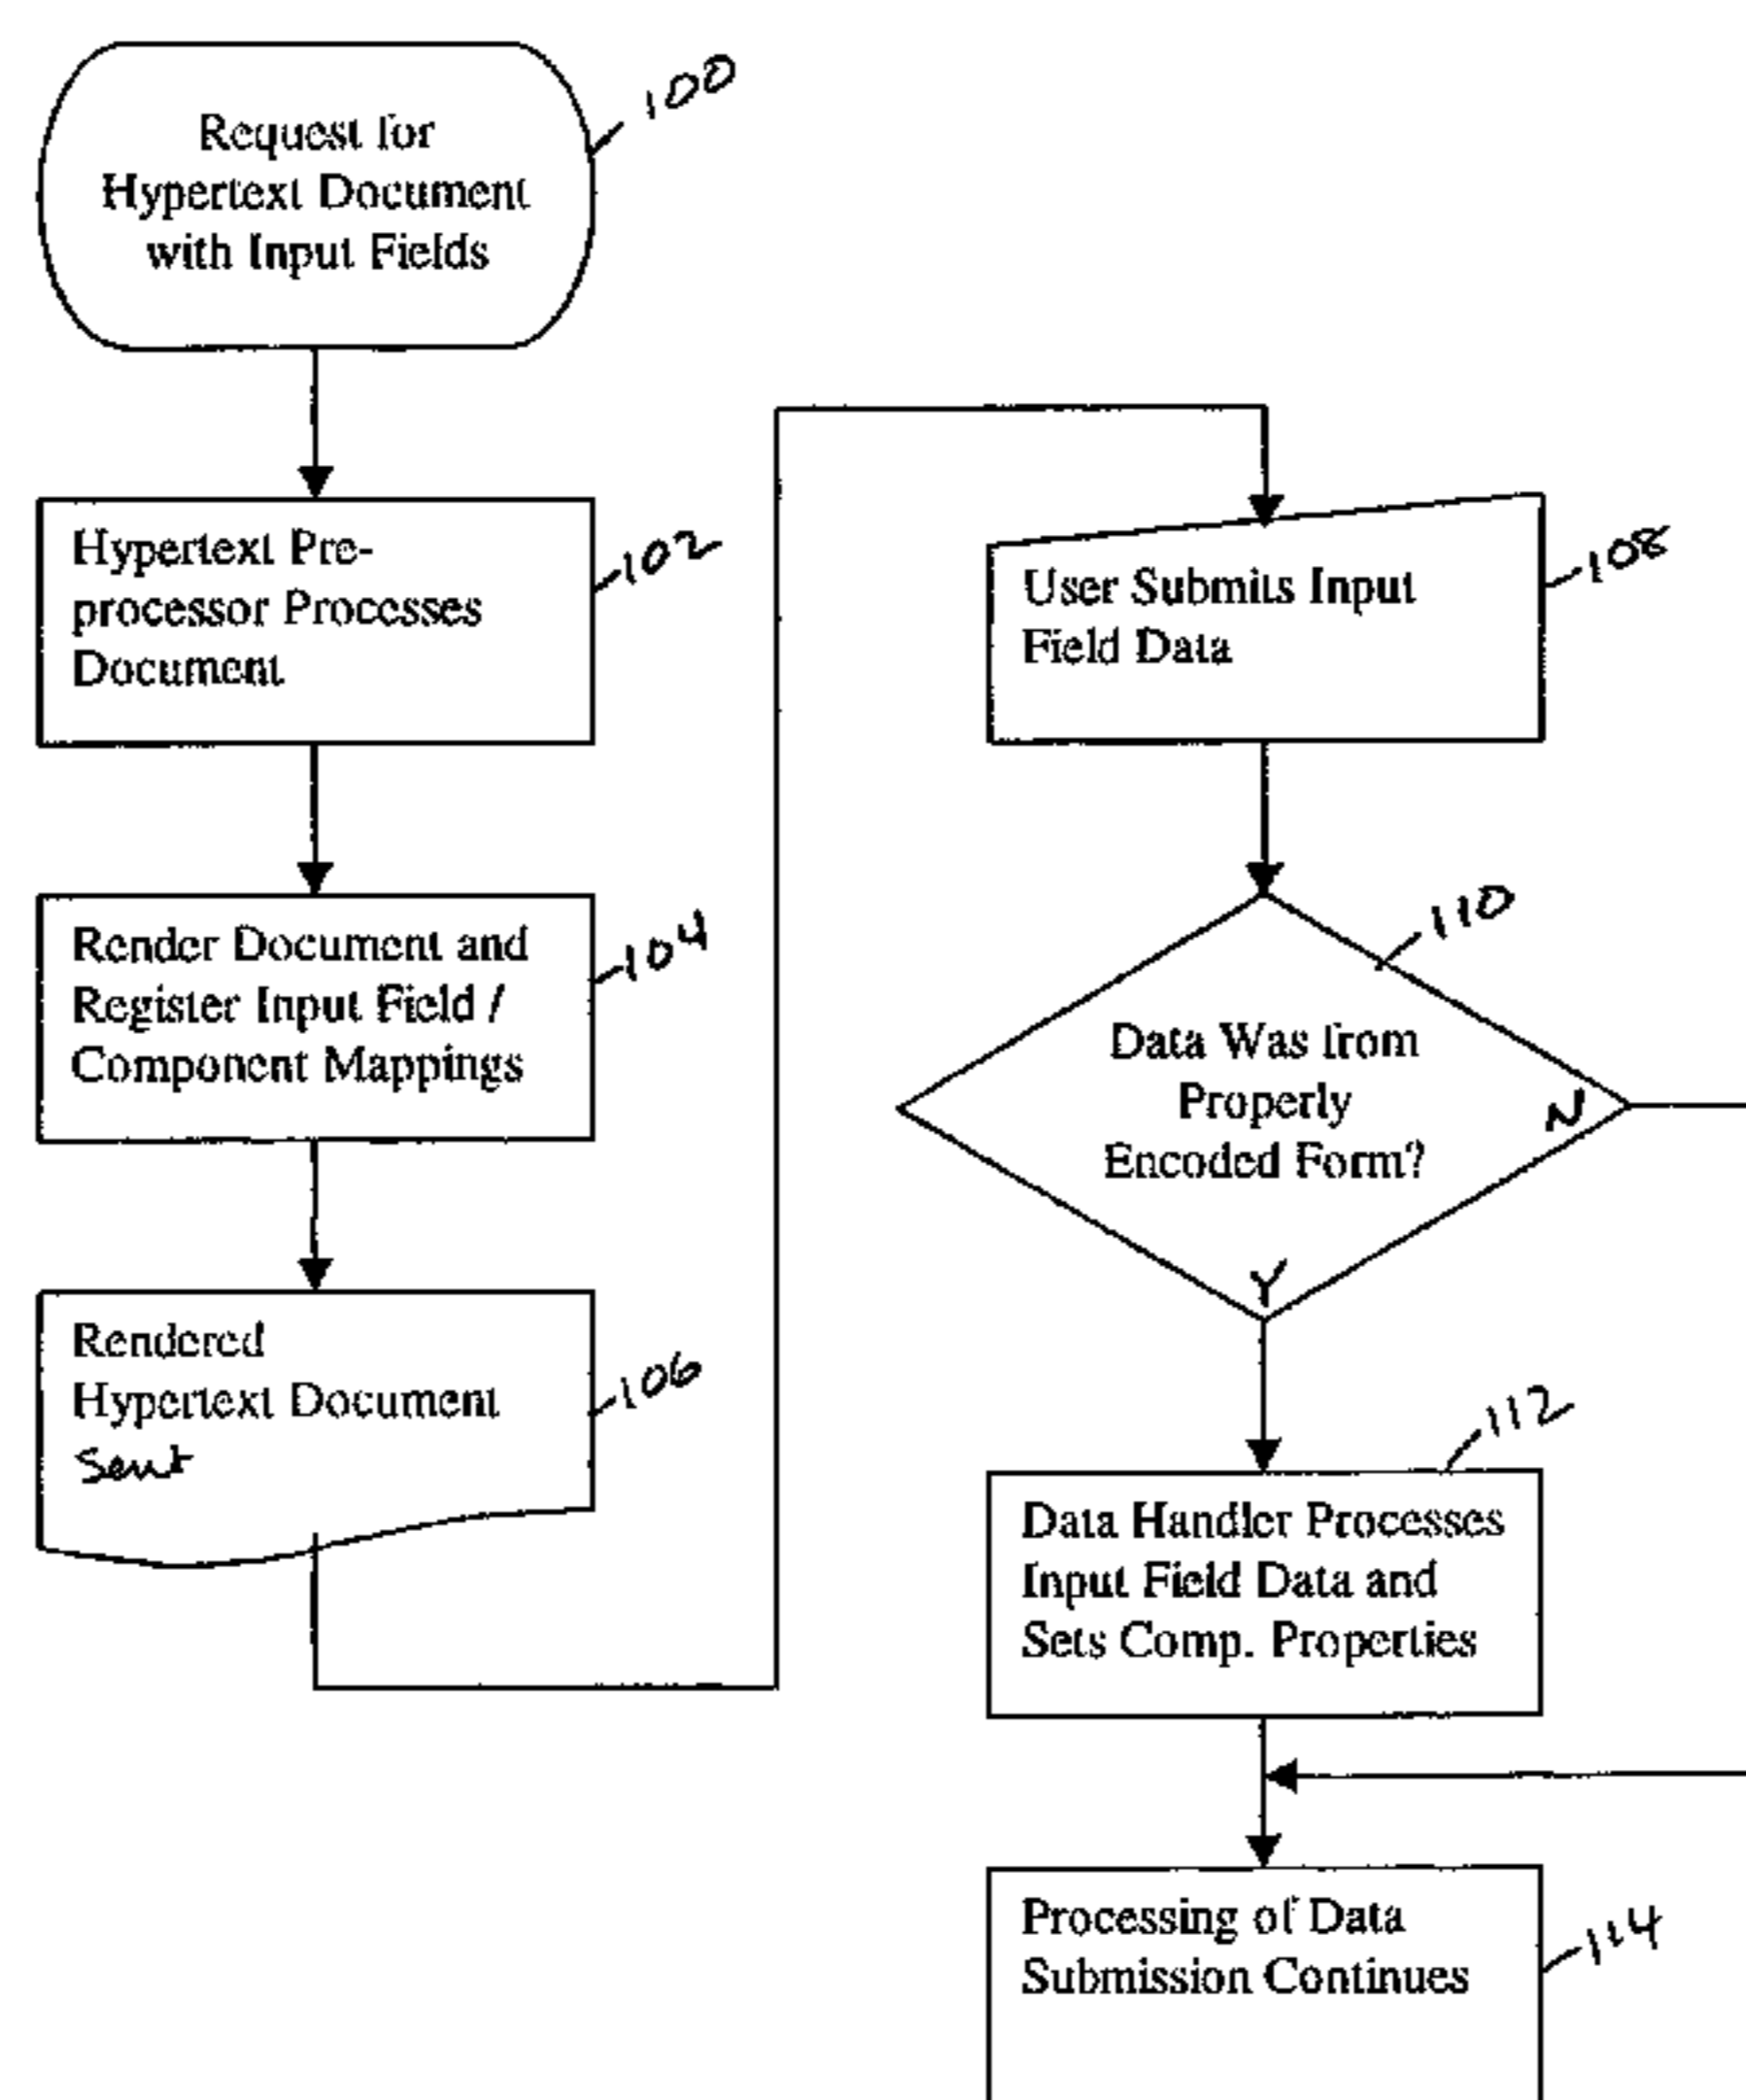 Request for
Hypertext Document
with Input Fields
100
Hypertext Pre-
processor Processes
Document
102
Render Document and
Register Input Field /
Component Mappings
104
Rendered
Hypertext Document
Sent
106
User Submits Input
Field Data
108
Data Was from
Properly
Encoded Form?
110
N
Y
Data Handler Processes
Input Field Data and
Sets Comp. Properties
112
Processing of Data
Submission Continues
114